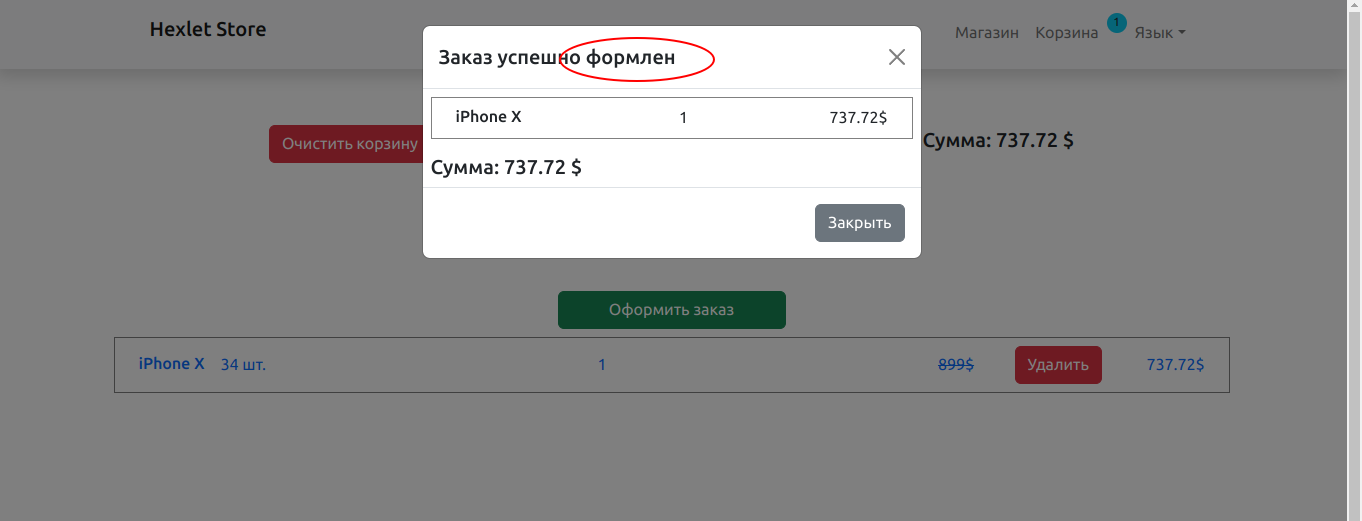 Hexlet Store
Магазин Корзина 1 Язык
Заказ успешно формлен
iPhone X 1 737.72$
Сумма: 737.72 $
Закрыть
Очистить корзину
Сумма: 737.72 $
Оформить заказ
iPhone X 34 шт. 1 899$ Удалить 737.72$